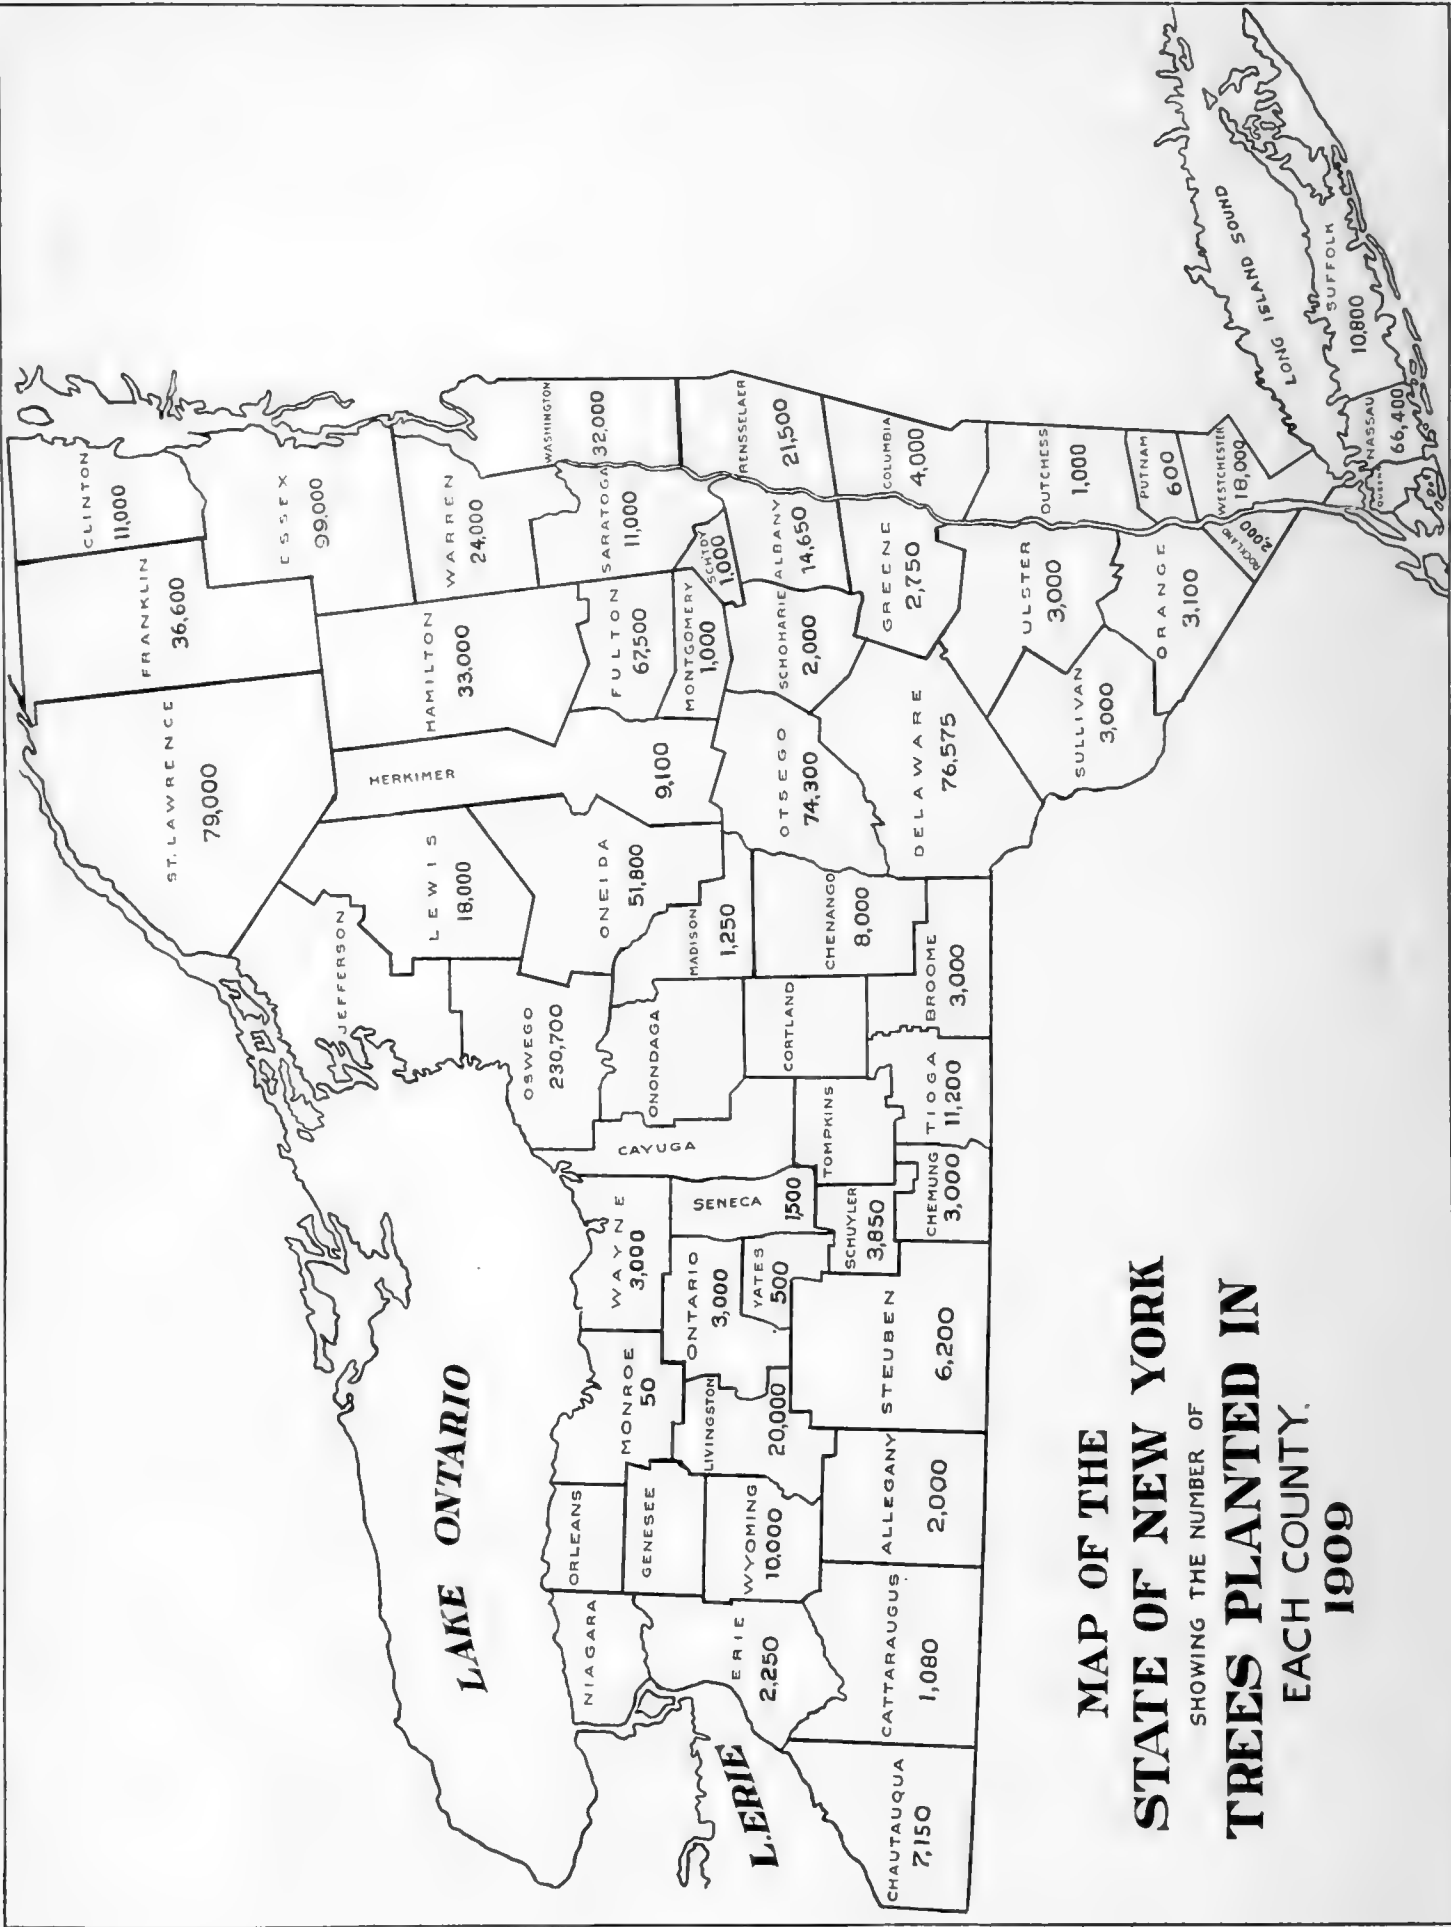 CLINTON
11,000
FRANKLIN
36,600
ESSEX
99,000
ST. LAWRENCE
79,000
WARREN
24,000
HAMILTON
33,000
HERKIMER
9,100
LEWIS
18,000
JEFFERSON
WASHINGTON
32,000
SARATOGA
11,000
FULTON
67,500
MONTGOMERY
1,000
SCH'TDY
1,000
ONEIDA
51,800
OSWEGO
230,700
RENSSELAER
21,500
ALBANY
14,650
SCHOHARIE
2,000
OTSEGO
74,300
MADISON
1,250
ONONDAGA
CAYUGA
SENECA
1,500
WAYNE
3,000
ONTARIO
3,000
YATES
500
MONROE
50
LIVINGSTON
20,000
ORLEANS
GENESEE
WYOMING
10,000
NIAGARA
ERIE
2,250
COLUMBIA
4,000
GREENE
2,750
DELAWARE
76,575
CHENANGO
8,000
CORTLAND
BROOME
3,000
TOMPKINS
TIOGA
11,200
SCHUYLER
3,850
CHEMUNG
3,000
STEUBEN
6,200
ALLEGANY
2,000
CATTARAUGUS
1,080
CHAUTAUQUA
7,150
DUTCHESS
1,000
ULSTER
3,000
SULLIVAN
3,000
ORANGE
3,100
PUTNAM
600
WESTCHESTER
18,000
ROCKLAND
2,000
LONG ISLAND SOUND
SUFFOLK
10,800
NASSAU
66,400
QUEENS
LAKE ONTARIO
L. ERIE
MAP OF THE
STATE OF NEW YORK
SHOWING THE NUMBER OF
TREES PLANTED IN
EACH COUNTY.
1909